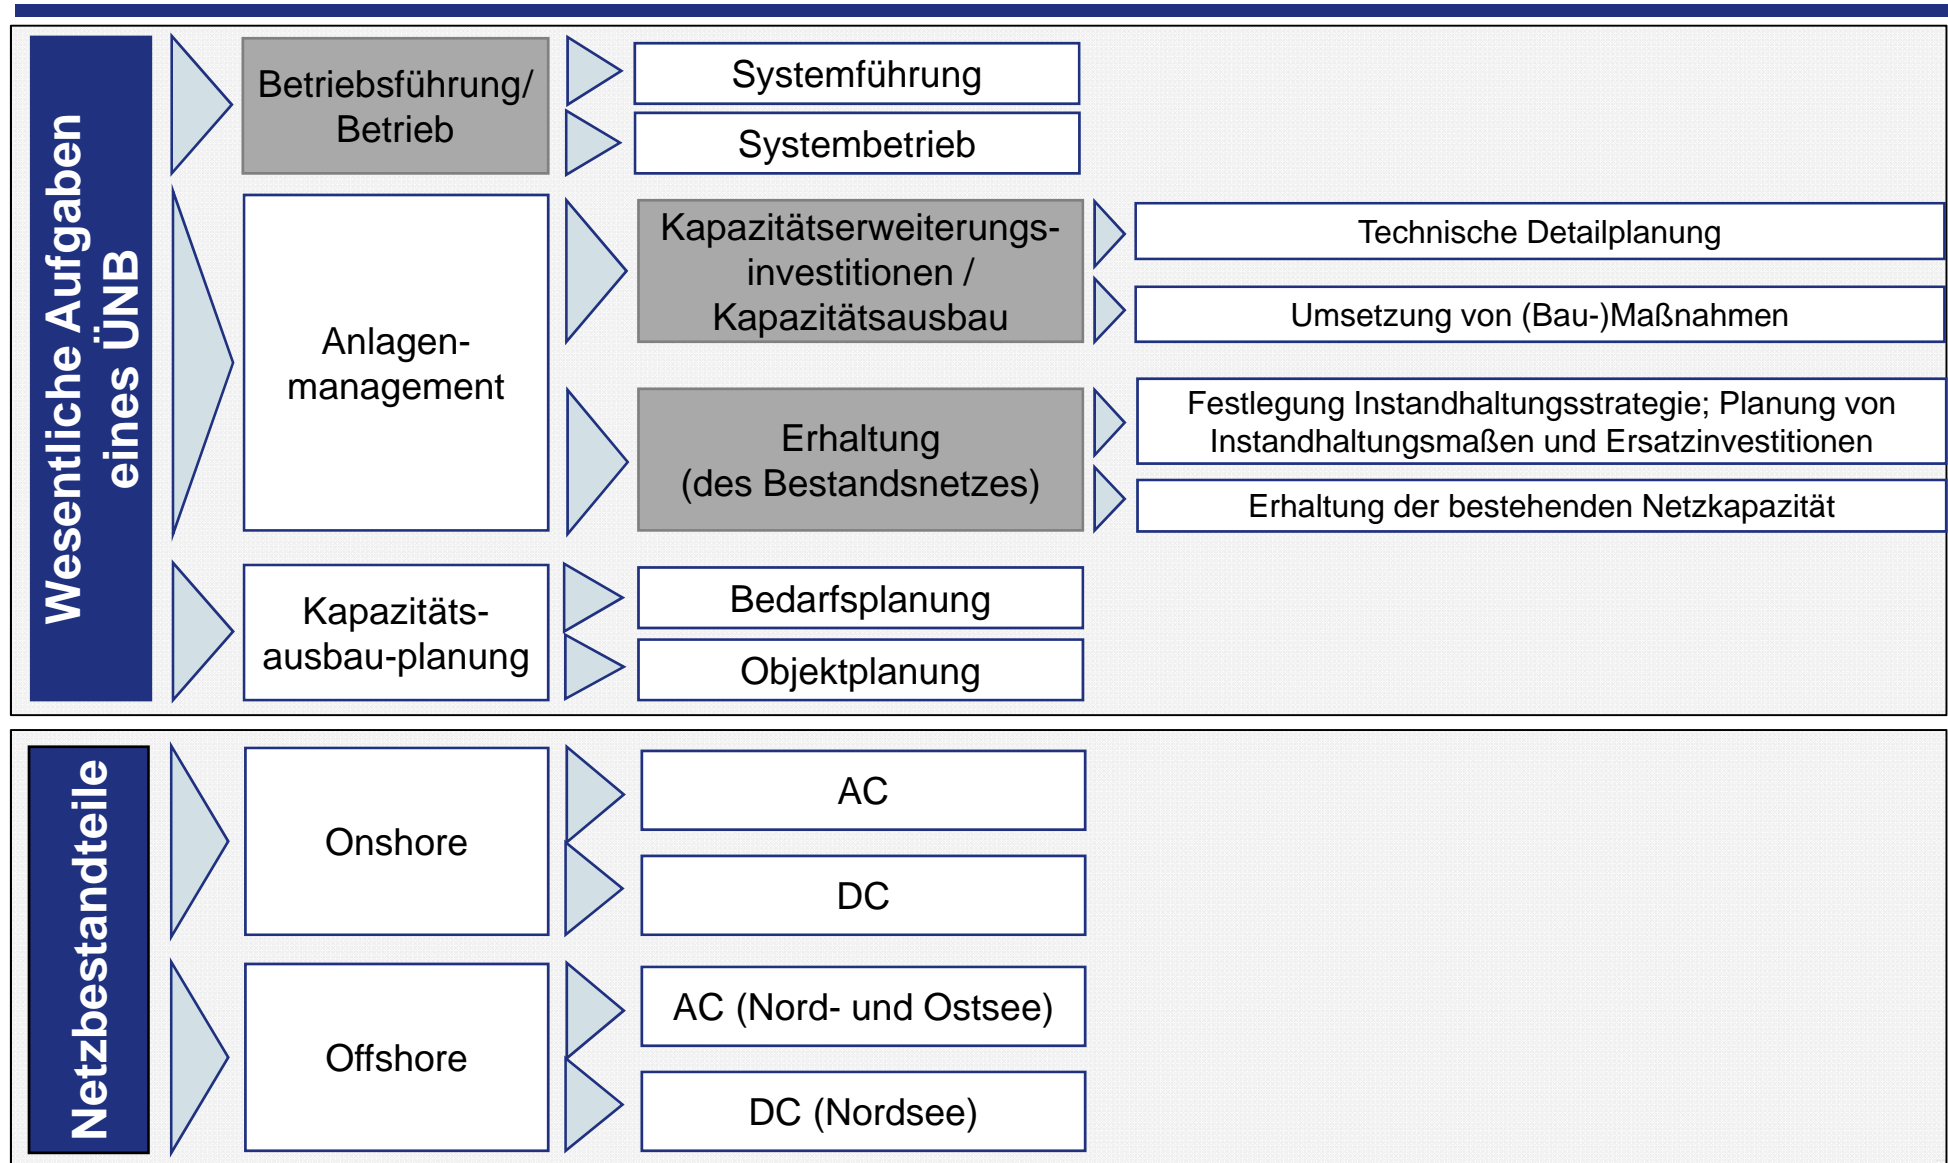 Wesentliche Aufgaben
eines ÜNB
Betriebsführung/
Betrieb
Systemführung
Systembetrieb
Anlagen-
management
Kapazitätserweiterungs-
investitionen /
Kapazitätsausbau
Technische Detailplanung
Umsetzung von (Bau-)Maßnahmen
Erhaltung
(des Bestandsnetzes)
Festlegung Instandhaltungsstrategie; Planung von
Instandhaltungsmaßen und Ersatzinvestitionen
Erhaltung der bestehenden Netzkapazität
Kapazitäts-
ausbau-planung
Bedarfsplanung
Objektplanung
Netzbestandteile
Onshore
AC
DC
Offshore
AC (Nord- und Ostsee)
DC (Nordsee)